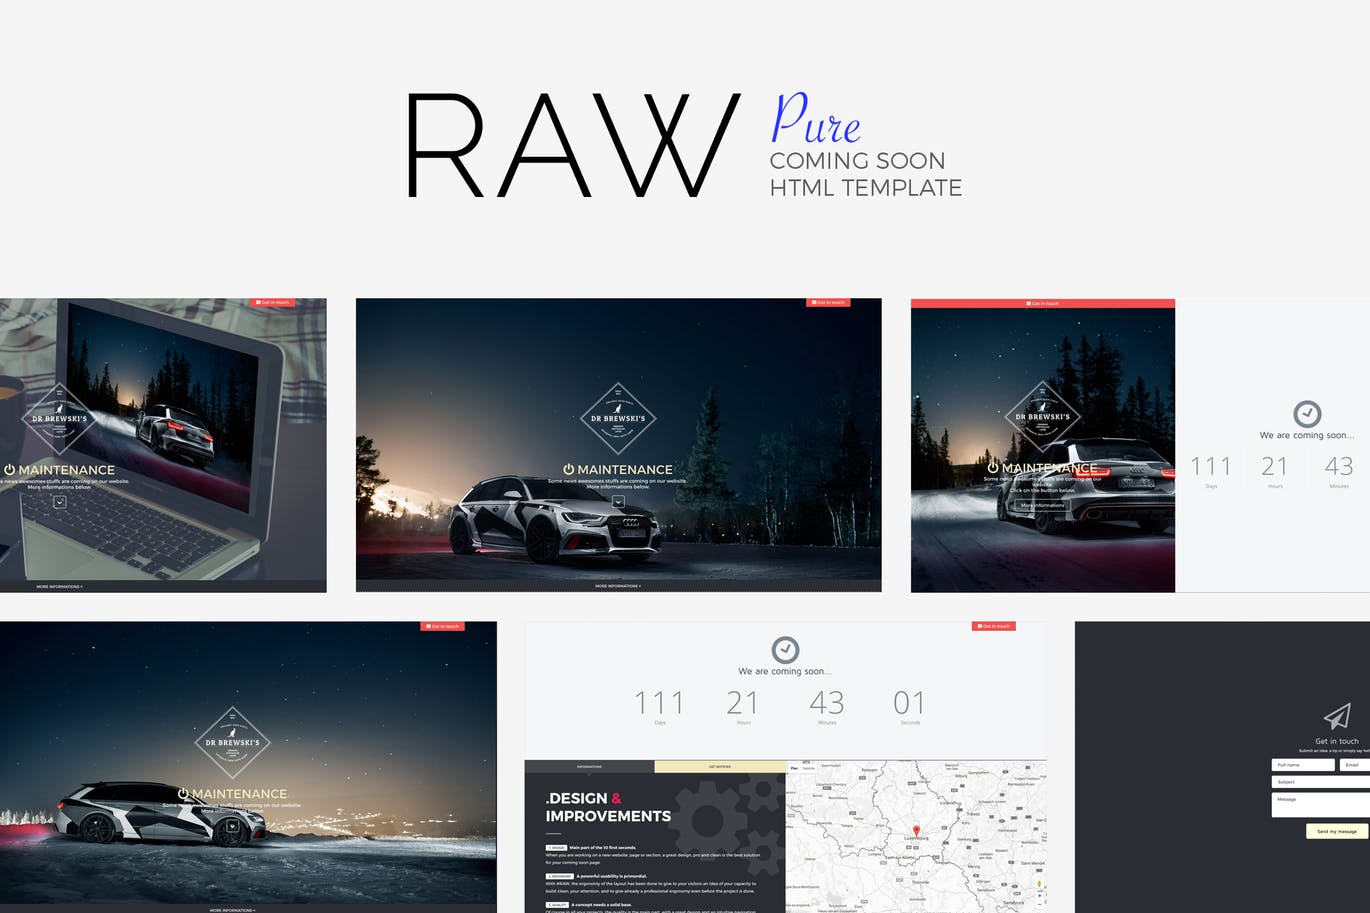 RAW
Pure
COMING SOON
HTML TEMPLATE
Get in touch
DR BREWSKI'S
MAINTENANCE
e news awesomes stuffs are coming on our website.
More informations below.
MORE INFORMATIONS
Get in touch
DR BREWSKI'S
MAINTENANCE
Some news awesomes stuffs are coming on our website.
More informations below.
MORE INFORMATIONS
Get in touch
DR BREWSKI'S
MAINTENANCE
Some news awesomes stuffs are coming on our
website.
Click on the button below.
More informations
We are coming soon...
111 21 43
Days Hours Minutes
Get in touch
DR BREWSKI'S
MAINTENANCE
Some news awesomes stuffs are coming on our website.
More informations below.
MORE INFORMATIONS
Get in touch
We are coming soon...
111 21 43 01
Days Hours Minutes Seconds
INFORMATIONS
GET NOTIFIED
.DESIGN &
IMPROVEMENTS
1. DESIGN Main part of the 10 first seconds.
When you are working on a new website, page or section, a great design, pro and clean is the best solution
for your coming soon page.
2. ERGONOMY A powerful usability is primordial.
With #RAW, the ergonomy of the layout has been done to give to your visitors an idea of your capacity to
build clean, your attention, and to give already a professional ergonomy even before the project is done.
3. QUALITY A concept needs a solid base.
Plan Satellite
Luxembourg
Get in touch
Submit an idea, a tip or simply say hel
Full name
Email
Subject
Message
Send my message